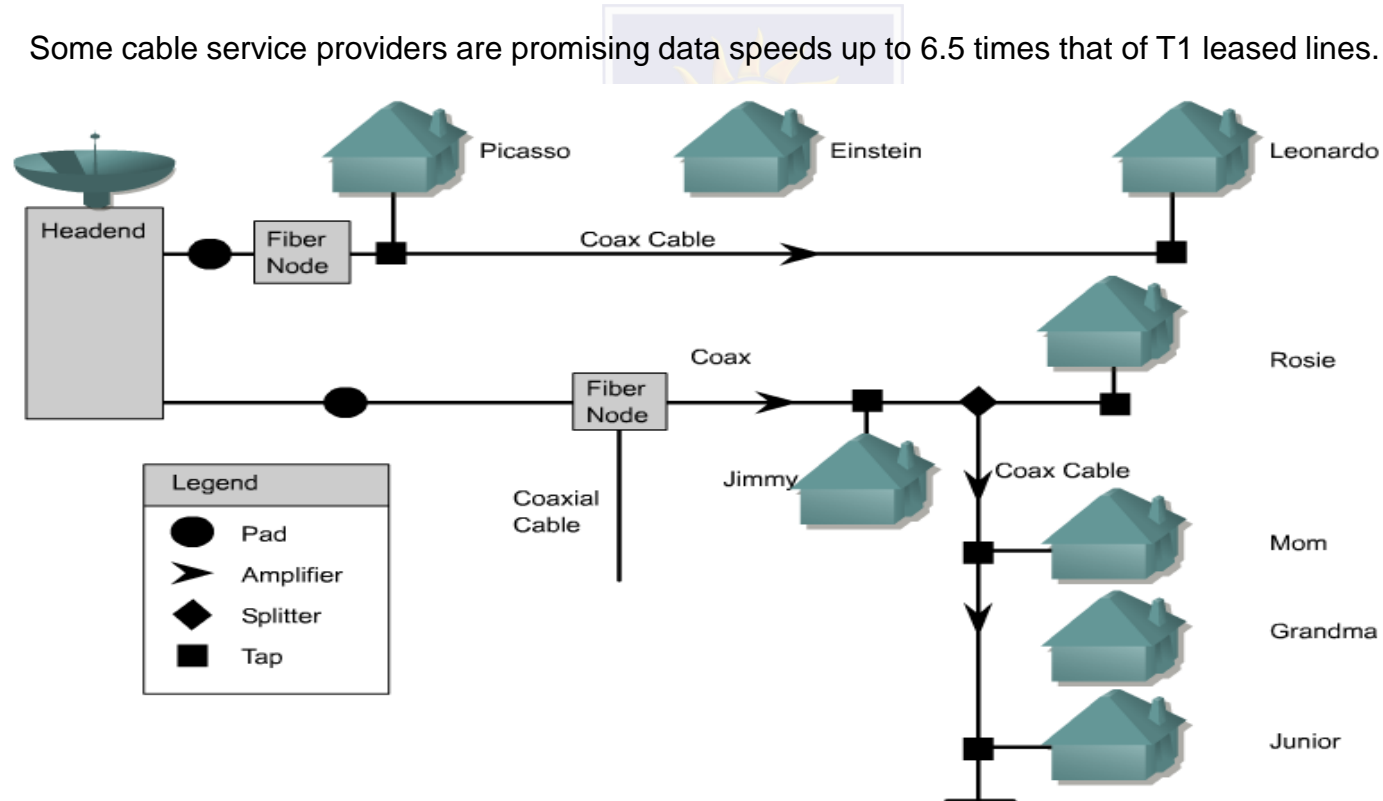 Some cable service providers are promising data speeds up to 6.5 times that of T1 leased lines.
Picasso
Einstein
Leonardo
Headend
Fiber
Node
Coax Cable
Rosie
Coax
Fiber
Node
Jimmy
Coax Cable
Coaxial
Cable
Legend
Pad
Amplifier
Splitter
Tap
Mom
Grandma
Junior